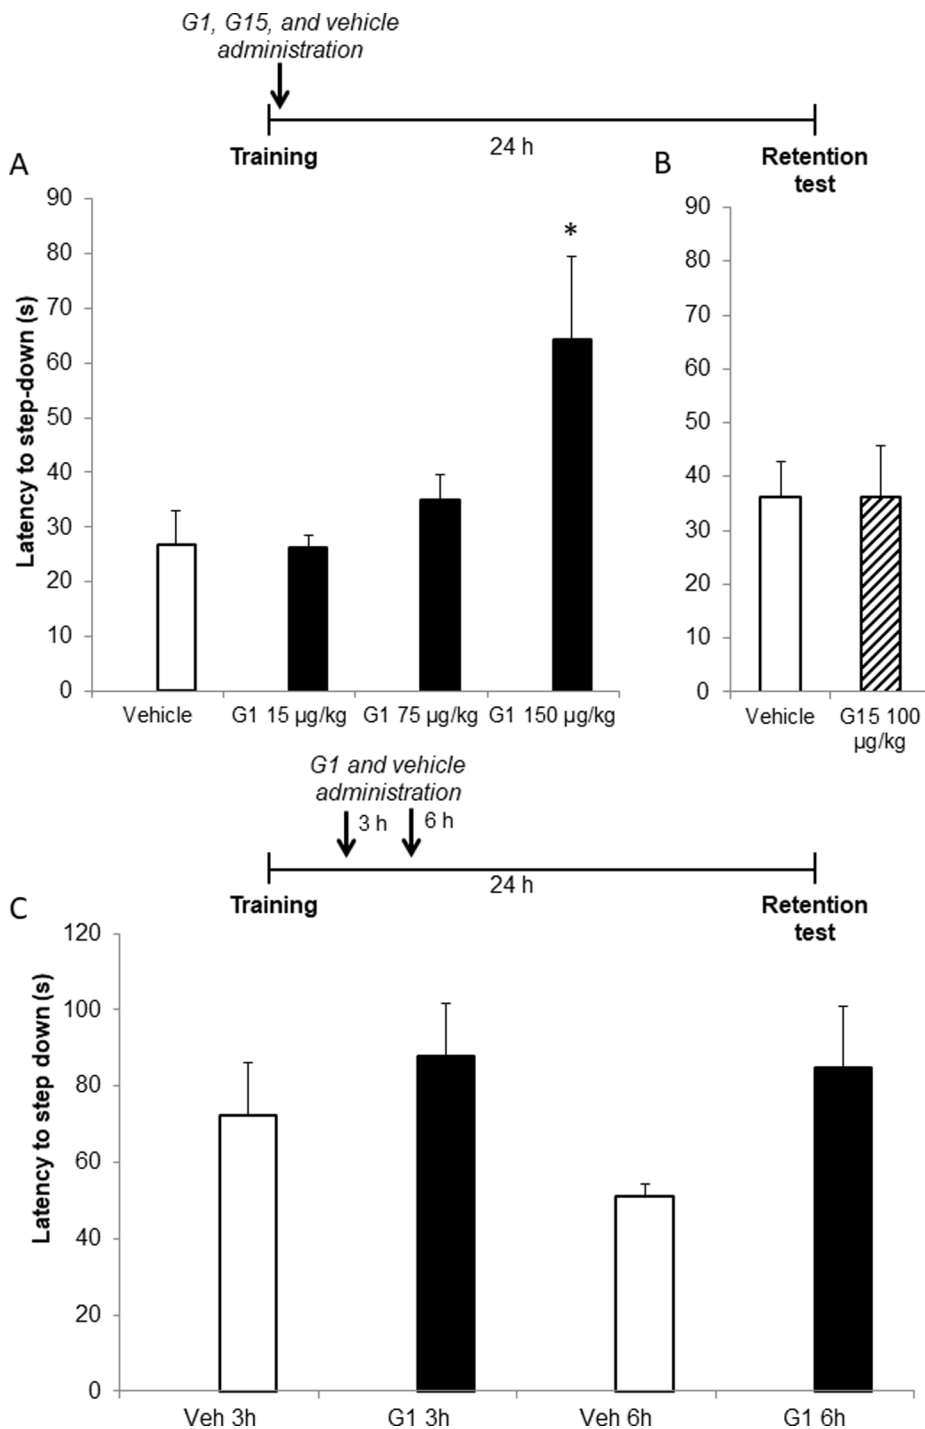 G1, G15, and vehicle
administration
24 h
Training
Retention
test
A
B
Latency to step-down (s)
90
80
70
60
50
40
30
20
10
0
*
Vehicle
G1 15 µg/kg
G1 75 µg/kg
G1 150 µg/kg
90
80
70
60
50
40
30
20
10
0
Vehicle
G15 100
µg/kg
G1 and vehicle
administration
3 h
6 h
24 h
Training
Retention
test
C
Latency to step down (s)
120
100
80
60
40
20
0
Veh 3h
G1 3h
Veh 6h
G1 6h